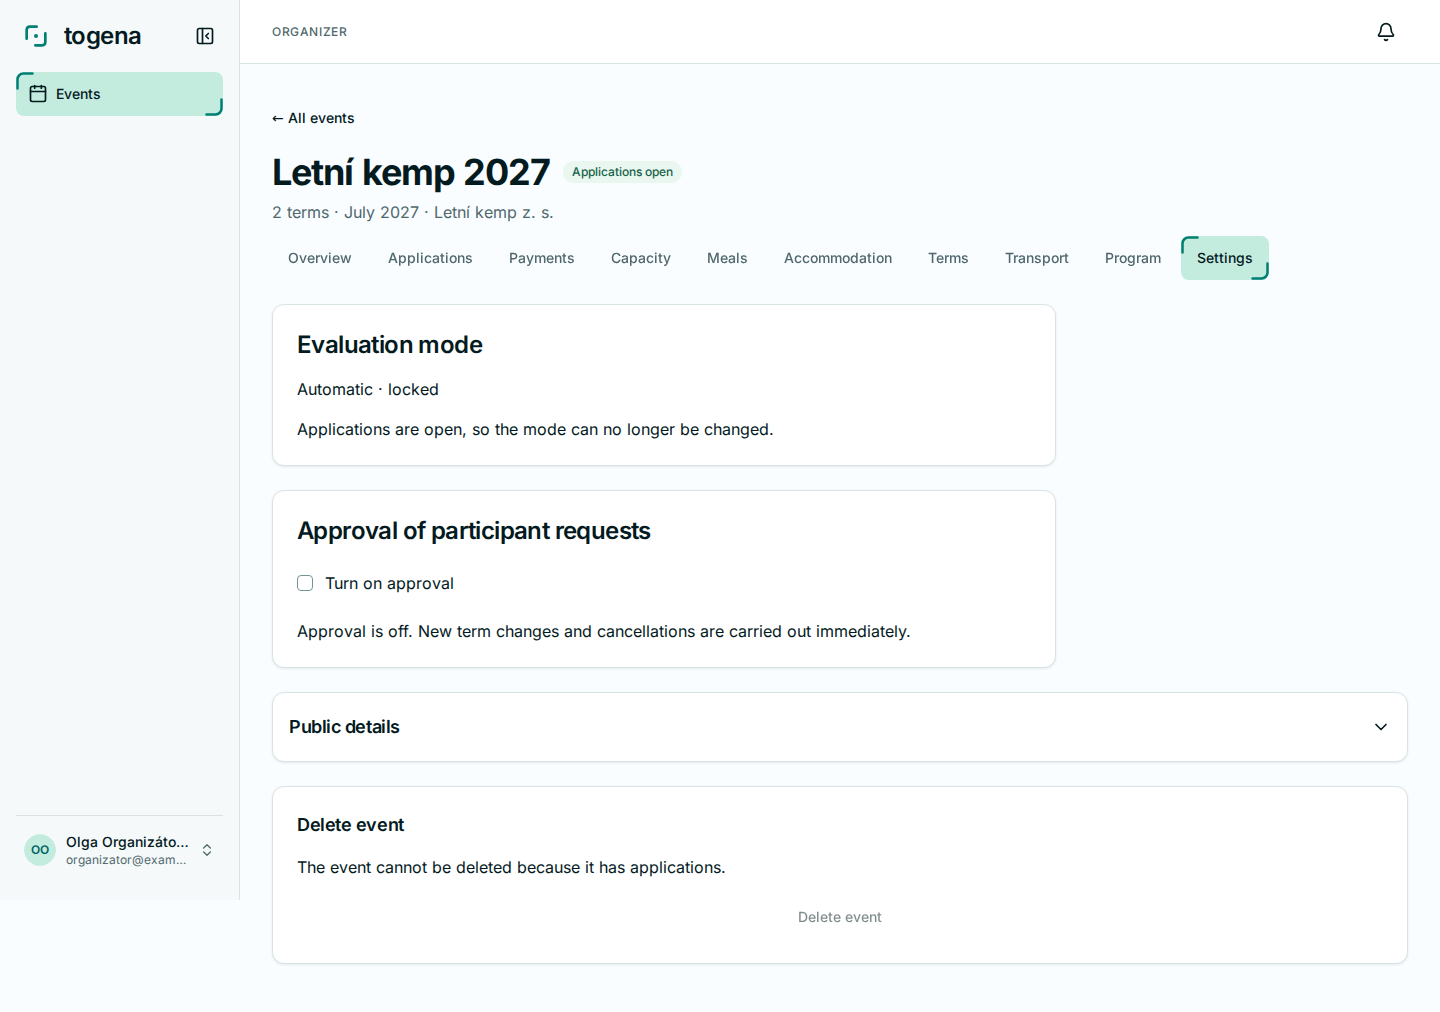 togena
ORGANIZER
Events
← All events
Letní kemp 2027
Applications open
2 terms · July 2027 · Letní kemp z. s.
Overview
Applications
Payments
Capacity
Meals
Accommodation
Terms
Transport
Program
Settings
Evaluation mode
Automatic · locked
Applications are open, so the mode can no longer be changed.
Approval of participant requests
Turn on approval
Approval is off. New term changes and cancellations are carried out immediately.
Public details
Delete event
The event cannot be deleted because it has applications.
Delete event
OO
Olga Organizáto...
organizator@exam...